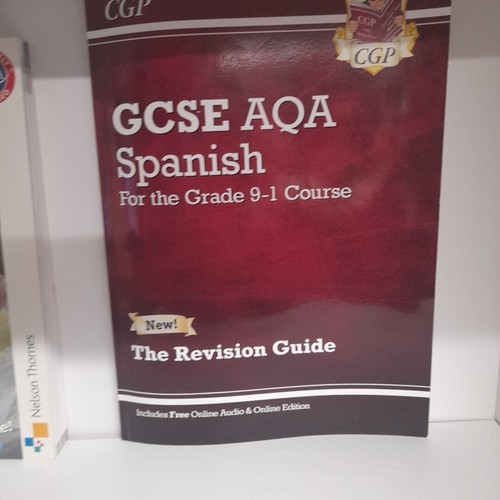 CGP
CGP
CGP
GCSE AQA
Spanish
For the Grade 9-1 Course
New!
The Revision Guide
Includes Free Online Audio & Online Edition
Nelson Thornes